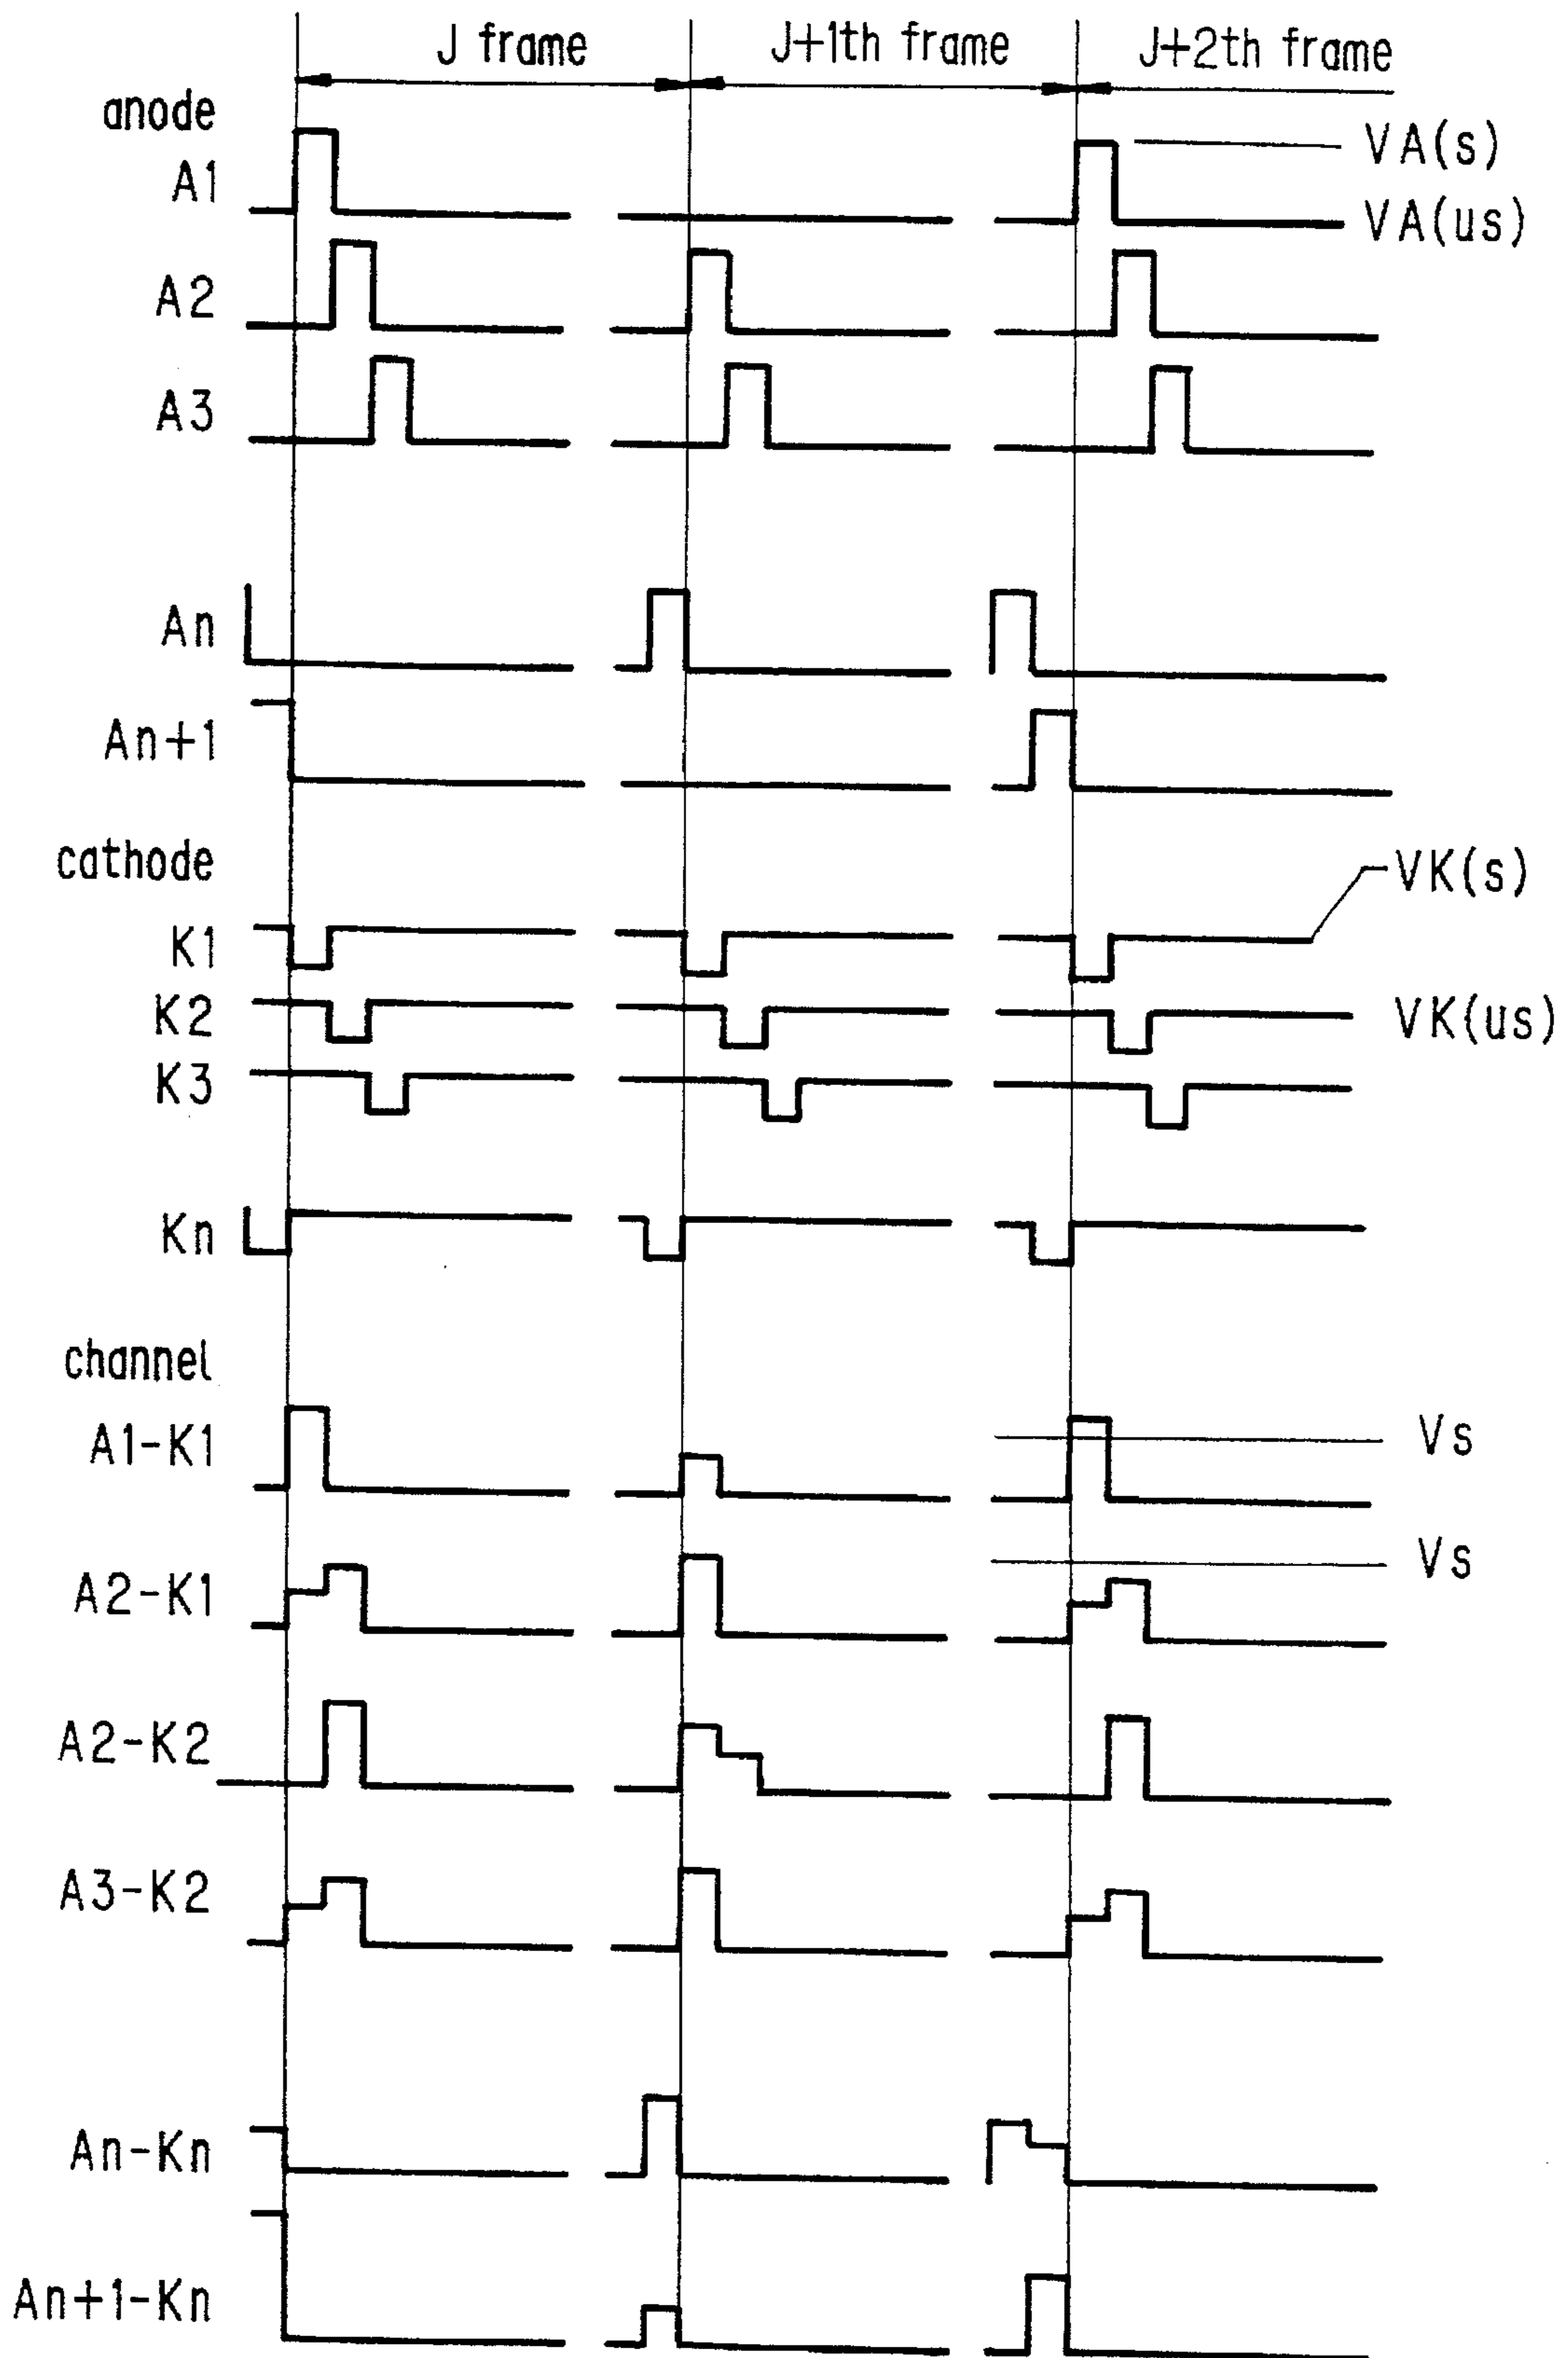 J frame
J+1th frame
J+2th frame
anode
VA(s)
A1
VA(us)
A2
A3
An
An+1
cathode
VK(s)
K1
K2
VK(us)
K3
Kn
channel
A1-K1
Vs
A2-K1
Vs
A2-K2
A3-K2
An-Kn
An+1-Kn